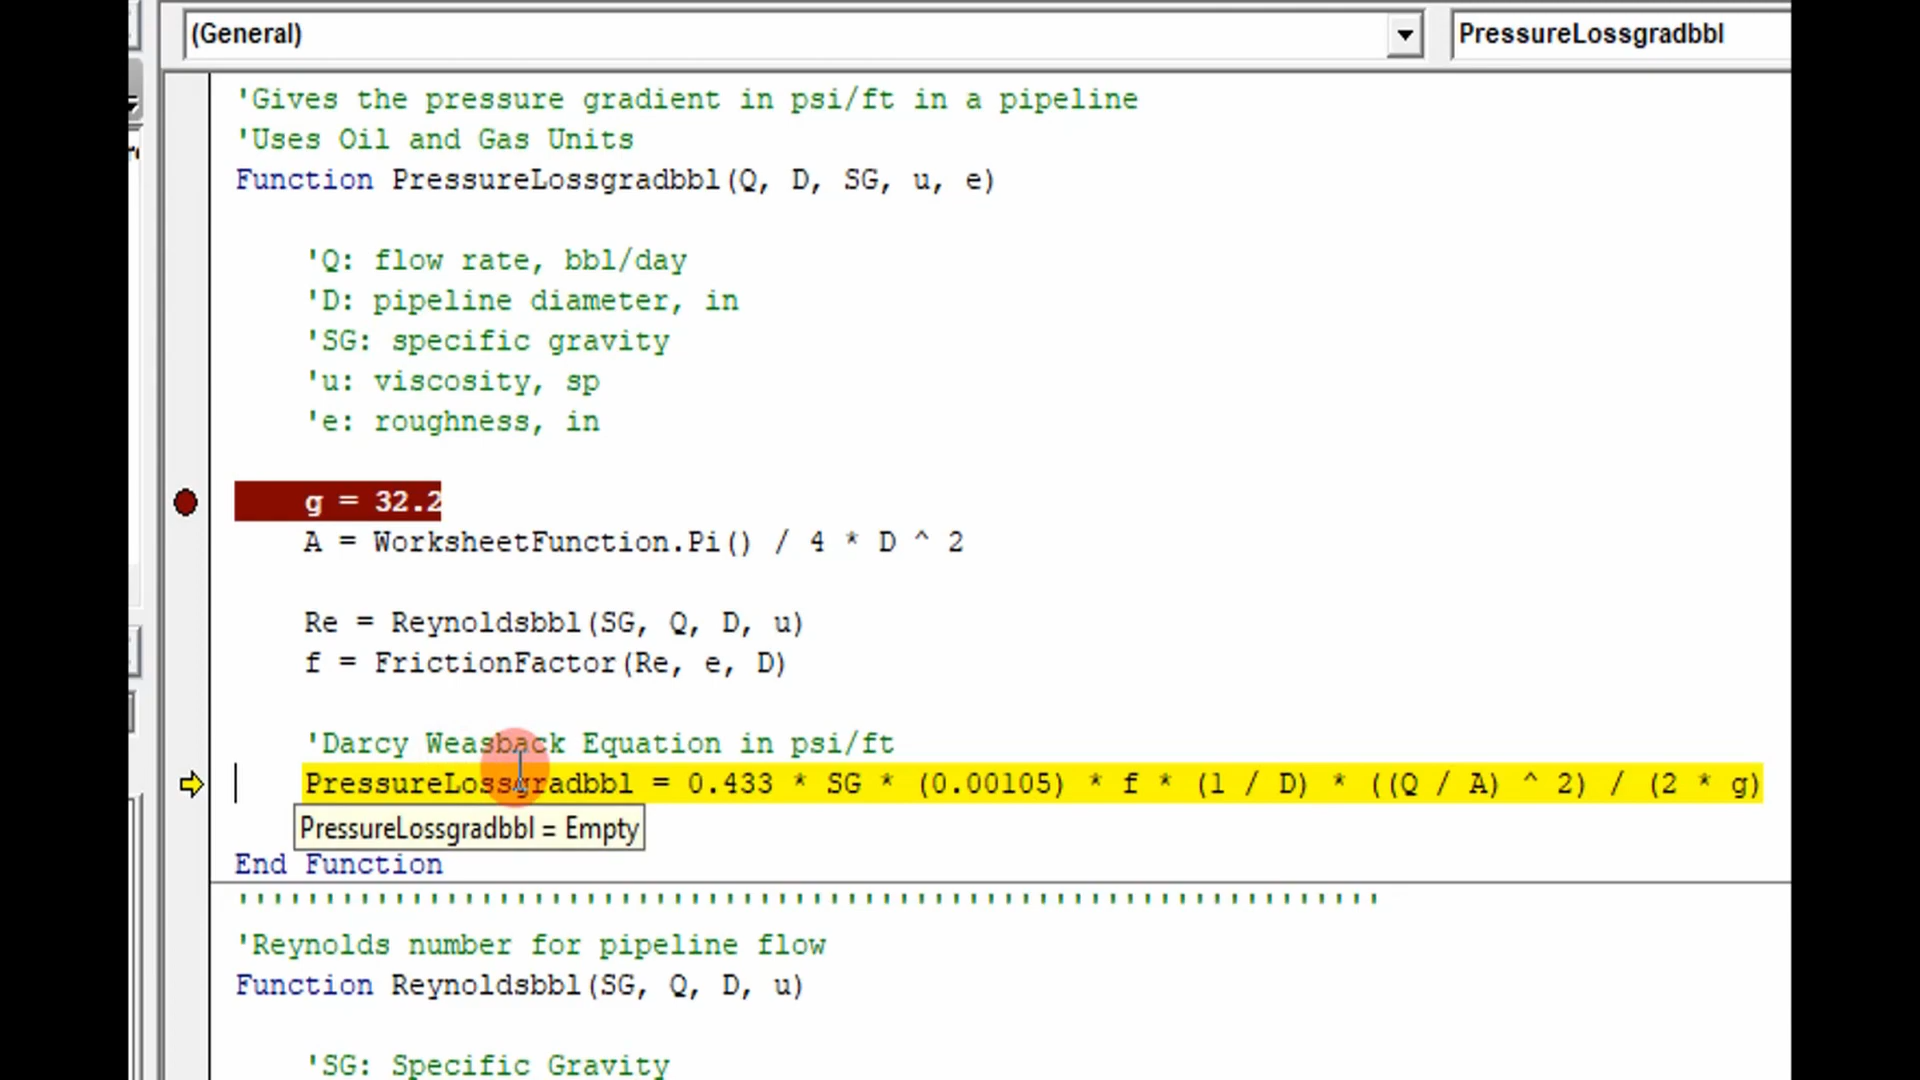 (General)
PressureLossgradbbl
'Gives the pressure gradient in psi/ft in a pipeline
'Uses Oil and Gas Units
Function PressureLossgradbbl(Q, D, SG, u, e)
'Q: flow rate, bbl/day
'D: pipeline diameter, in
'SG: specific gravity
'u: viscosity, sp
'e: roughness, in
g = 32.2
A = WorksheetFunction.Pi() / 4 * D ^ 2
Re = Reynoldsbbl(SG, Q, D, u)
f = FrictionFactor(Re, e, D)
'Darcy Weasback Equation in psi/ft
PressureLossgradbbl = 0.433 * SG * (0.00105) * f * (1 / D) * ((Q / A) ^ 2) / (2 * g)
PressureLossgradbbl = Empty
End Function
''''''''''''''''''''''''''''''''''''''''''''''''''''''''''''''''''
'Reynolds number for pipeline flow
Function Reynoldsbbl(SG, Q, D, u)
'SG: Specific Gravity